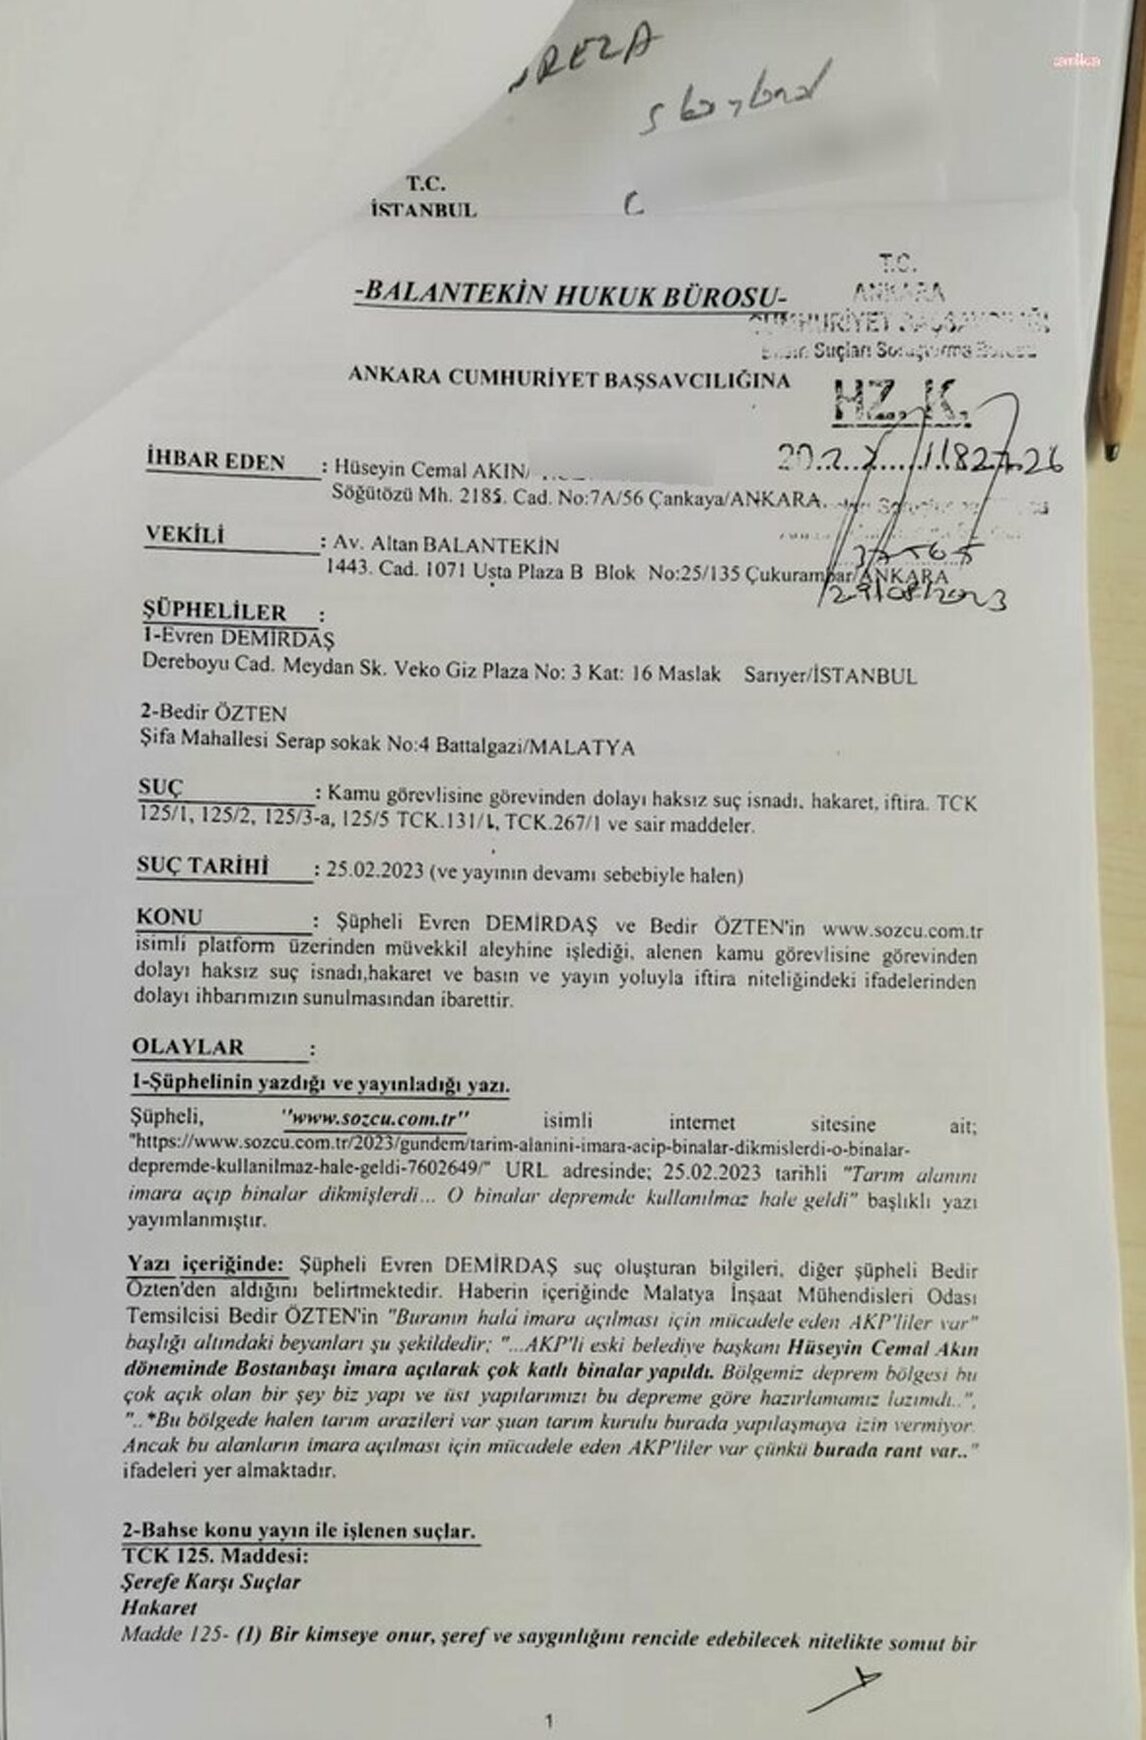 anka
T.C.
İSTANBUL
-BALANTEKİN HUKUK BÜROSU-
T.C.
ANKARA
CUMHURİYET BAŞSAVCILIĞI
Suçları Soruşturma Bürosu
ANKARA CUMHURİYET BAŞSAVCILIĞINA
HZ. K.
İHBAR EDEN : Hüseyin Cemal AKIN/
Söğütözü Mh. 2185. Cad. No:7A/56 Çankaya/ANKARA.
VEKİLİ : Av. Altan BALANTEKİN
1443. Cad. 1071 Usta Plaza B Blok No:25/135 Çukurambar/ANKARA
29/08/2023
ŞÜPHELİLER :
1-Evren DEMİRDAŞ
Dereboyu Cad. Meydan Sk. Veko Giz Plaza No: 3 Kat: 16 Maslak Sarıyer/İSTANBUL
2-Bedir ÖZTEN
Şifa Mahallesi Serap sokak No:4 Battalgazi/MALATYA
SUÇ : Kamu görevlisine görevinden dolayı haksız suç isnadı, hakaret, iftira. TCK
125/1, 125/2, 125/3-a, 125/5 TCK.131/1, TCK.267/1 ve sair maddeler.
SUÇ TARİHİ : 25.02.2023 (ve yayının devamı sebebiyle halen)
KONU : Şüpheli Evren DEMİRDAŞ ve Bedir ÖZTEN'in www.sozcu.com.tr
isimli platform üzerinden müvekkil aleyhine işlediği, alenen kamu görevlisine görevinden
dolayı haksız suç isnadı,hakaret ve basın ve yayın yoluyla iftira niteliğindeki ifadelerinden
dolayı ihbarımızın sunulmasından ibarettir.
OLAYLAR :
1-Şüphelinin yazdığı ve yayınladığı yazı.
Şüpheli, "www.sozcu.com.tr" isimli internet sitesine ait;
"https://www.sozcu.com.tr/2023/gundem/tarim-alanini-imara-acip-binalar-dikmislerdi-o-binalar-
depremde-kullanilmaz-hale-geldi-7602649/" URL adresinde; 25.02.2023 tarihli "Tarım alanını
imara açıp binalar dikmişlerdi... O binalar depremde kullanılmaz hale geldi" başlıklı yazı
yayımlanmıştır.
Yazı içeriğinde: Şüpheli Evren DEMİRDAŞ suç oluşturan bilgileri, diğer şüpheli Bedir
Özten'den aldığını belirtmektedir. Haberin içeriğinde Malatya İnşaat Mühendisleri Odası
Temsilcisi Bedir ÖZTEN'in "Buranın halá imara açılması için mücadele eden AKP'liler var"
başlığı altındaki beyanları şu şekildedir; "...AKP'li eski belediye başkanı Hüseyin Cemal Akın
döneminde Bostanbaşı imara açılarak çok katlı binalar yapıldı. Bölgemiz deprem bölgesi bu
çok açık olan bir şey biz yapı ve üst yapılarımızı bu depreme göre hazırlamamız lazımdı..",
"..*Bu bölgede halen tarım arazileri var şuan tarım kurulu burada yapılaşmaya izin vermiyor.
Ancak bu alanların imara açılması için mücadele eden AKP'liler var çünkü burada rant var.."
ifadeleri yer almaktadır.
2-Bahse konu yayın ile işlenen suçlar.
TCK 125. Maddesi:
Şerefe Karşı Suçlar
Hakaret
Madde 125- (1) Bir kimseye onur, şeref ve saygınlığını rencide edebilecek nitelikte somut bir
1